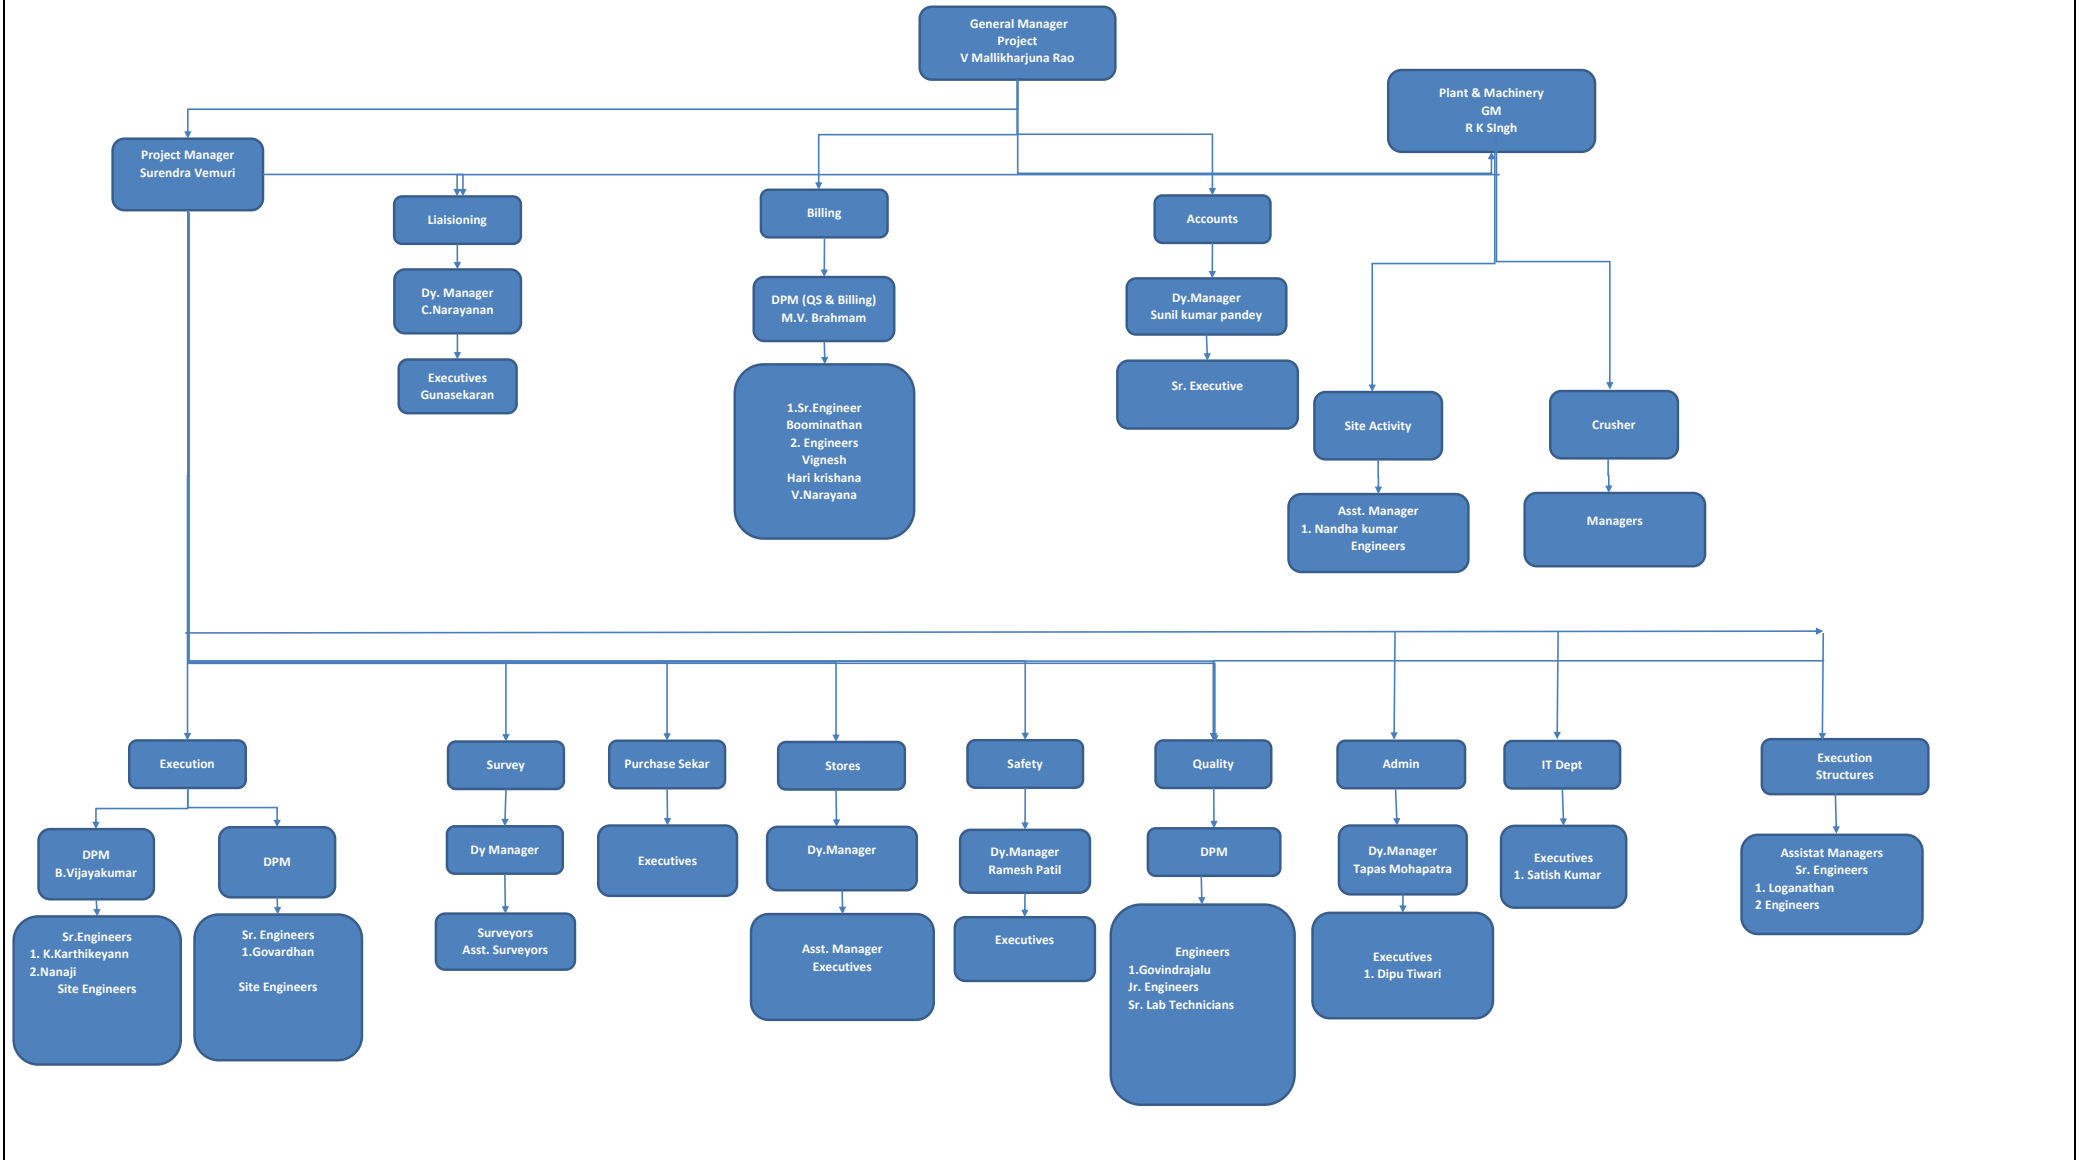 General Manager
Project
V Mallikharjuna Rao
Plant & Machinery
GM
R K SIngh
Project Manager
Surendra Vemuri
Liaisioning
Billing
Accounts
Dy. Manager
C.Narayanan
DPM (QS & Billing)
M.V. Brahmam
Dy.Manager
Sunil kumar pandey
Executives
Gunasekaran
1.Sr.Engineer
Boominathan
2. Engineers
Vignesh
Hari krishana
V.Narayana
Sr. Executive
Site Activity
Crusher
Asst. Manager
1. Nandha kumar
Engineers
Managers
Execution
Survey
Purchase Sekar
Stores
Safety
Quality
Admin
IT Dept
Execution
Structures
DPM
B.Vijayakumar
DPM
Dy Manager
Executives
Dy.Manager
Dy.Manager
Ramesh Patil
DPM
Dy.Manager
Tapas Mohapatra
Executives
1. Satish Kumar
Assistat Managers
Sr. Engineers
1. Loganathan
2 Engineers
Sr.Engineers
1. K.Karthikeyann
2.Nanaji
Site Engineers
Sr. Engineers
1.Govardhan
Site Engineers
Surveyors
Asst. Surveyors
Asst. Manager
Executives
Executives
Engineers
1.Govindrajalu
Jr. Engineers
Sr. Lab Technicians
Executives
1. Dipu Tiwari